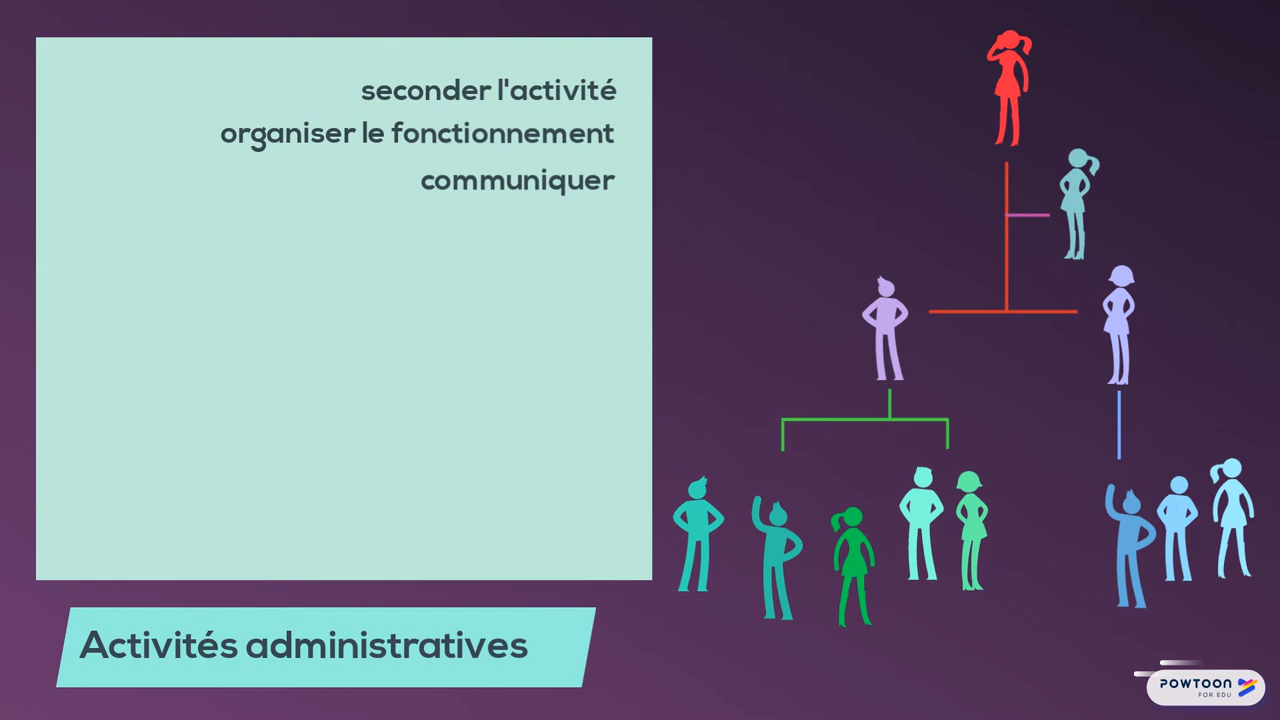 seconder l'activité
organiser le fonctionnement
communiquer
Activités administratives
POWTOON
FOR EDU